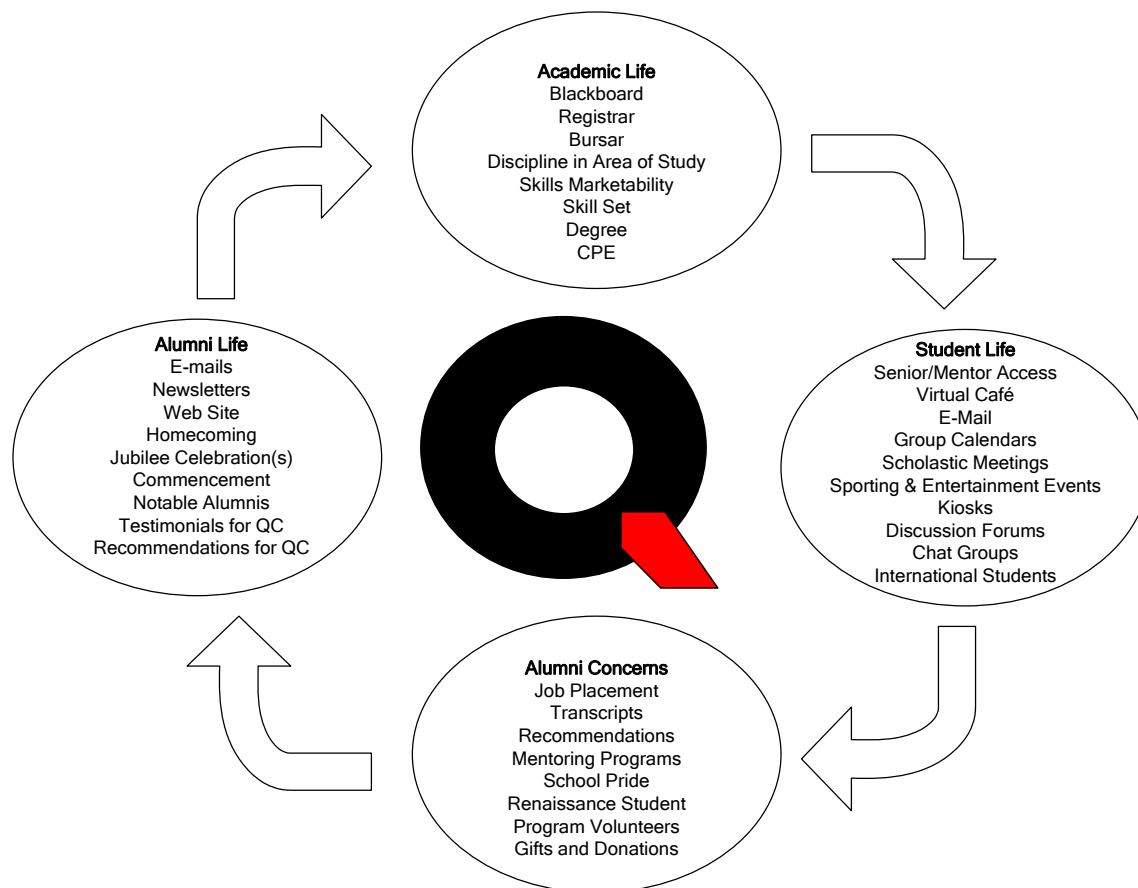 Academic Life
Blackboard
Registrar
Bursar
Discipline in Area of Study
Skills Marketability
Skill Set
Degree
CPE
Student Life
Senior/Mentor Access
Virtual Café
E-Mail
Group Calendars
Scholastic Meetings
Sporting & Entertainment Events
Kiosks
Discussion Forums
Chat Groups
International Students
Alumni Concerns
Job Placement
Transcripts
Recommendations
Mentoring Programs
School Pride
Renaissance Student
Program Volunteers
Gifts and Donations
Alumni Life
E-mails
Newsletters
Web Site
Homecoming
Jubilee Celebration(s)
Commencement
Notable Alumnis
Testimonials for QC
Recommendations for QC
Q